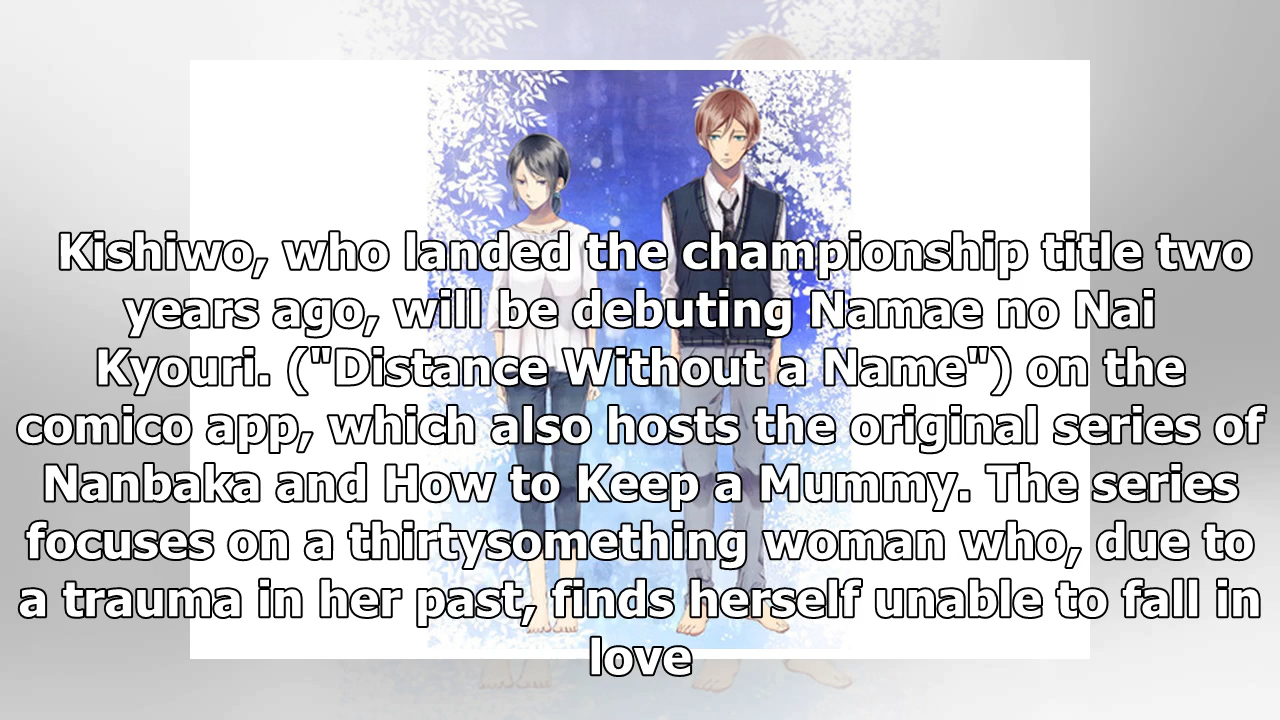 Kishiwo, who landed the championship title two
years ago, will be debuting Namae no Nai
Kyouri. ("Distance Without a Name") on the
comico app, which also hosts the original series of
Nanbaka and How to Keep a Mummy. The series
focuses on a thirtysomething woman who, due to
a trauma in her past, finds herself unable to fall in
love